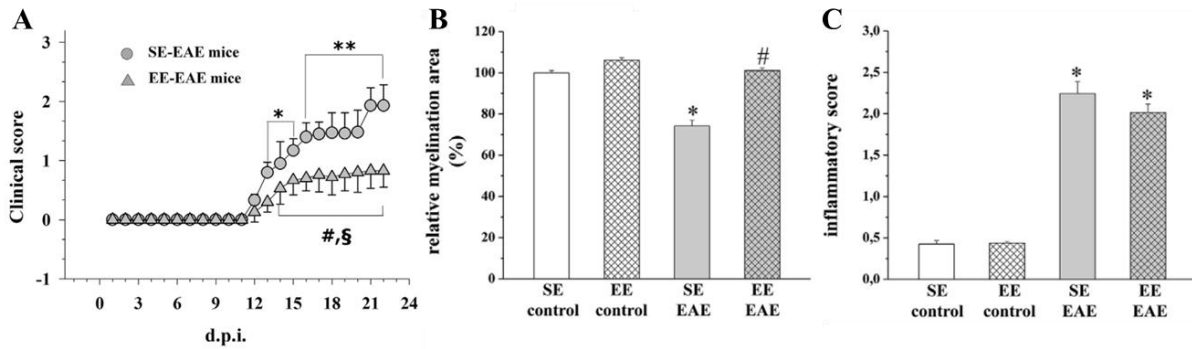 A
Clinical score
3
2
1
0
-1
SE-EAE mice
EE-EAE mice
**
*
#,§
0 3 6 9 12 15 18 21 24
d.p.i.
B
relative myelination area
(%)
120
100
80
60
40
20
0
*
#
SE
control
EE
control
SE
EAE
EE
EAE
C
inflammatory score
3,0
2,5
2,0
1,5
1,0
0,5
0,0
*
*
SE
control
EE
control
SE
EAE
EE
EAE